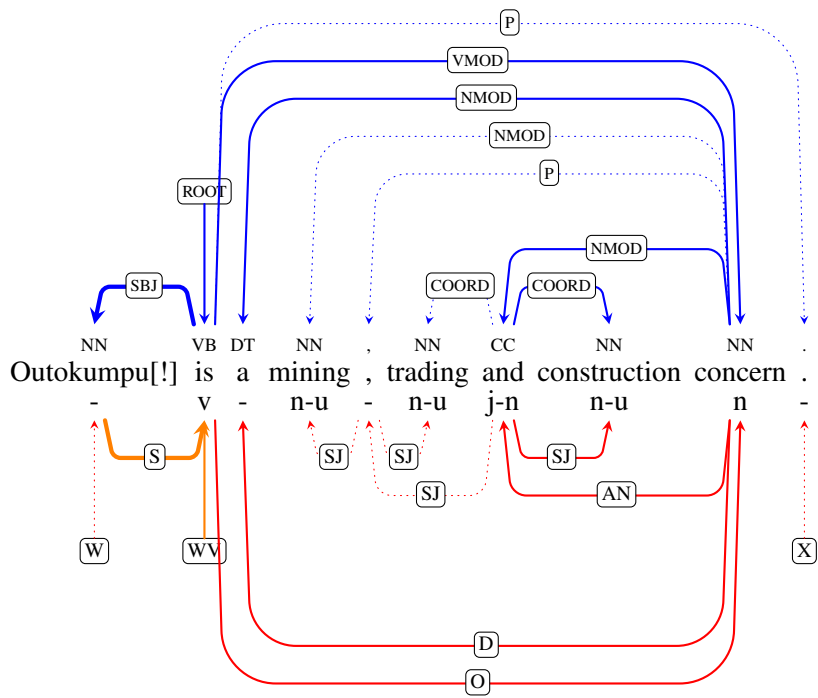 P
VMOD
NMOD
NMOD
P
ROOT
NMOD
SBJ COORD COORD
NN VB DT NN , NN CC NN NN .
Outokumpu[!] is a mining , trading and construction concern .
- v - n-u - n-u j-n n-u n -
S SJ SJ SJ
SJ AN
W WV X
D
O